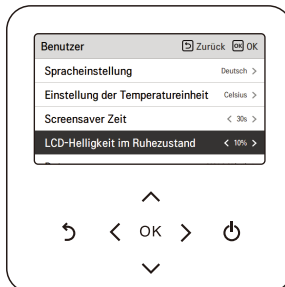 Benutzer Zurück OK OK
Spracheinstellung Deutsch >
Einstellung der Temperatureinheit Celsius >
Screensaver Zeit < 30s >
LCD-Helligkeit im Ruhezustand < 10% >
OK